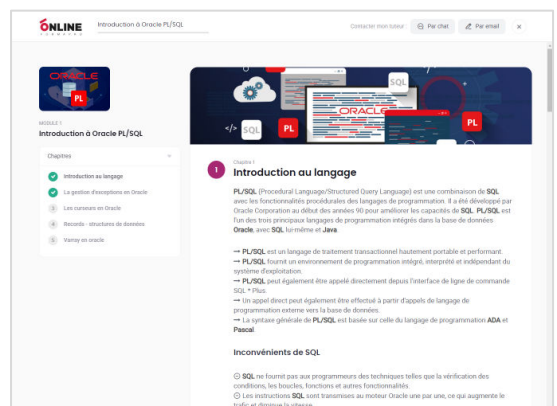 ONLINE
Introduction à Oracle PL/SQL
Contacter mon tuteur
Par chat
Par email
×
ORACLE
PL
MODULE 1
Introduction à Oracle PL/SQL
Chapitres
Introduction au langage
La gestion d'exceptions en Oracle
3 Les curseurs en Oracle
4 Records - structures de données
5 Varray en oracle
SQL
ORACLE
</> SQL PL SQL PL
1
Chapitre 1
Introduction au langage
PL/SQL (Procedural Language/Structured Query Language) est une combinaison de SQL
avec les fonctionnalités procédurales des langages de programmation. Il a été développé par
Oracle Corporation au début des années 90 pour améliorer les capacités de SQL. PL/SQL est
l'un des trois principaux langages de programmation intégrés dans la base de données
Oracle, avec SQL lui-même et Java.
→ PL/SQL est un langage de traitement transactionnel hautement portable et performant.
→ PL/SQL fournit un environnement de programmation intégré, interprété et indépendant du
système d'exploitation.
→ PL/SQL peut également être appelé directement depuis l'interface de ligne de commande
SQL * Plus.
→ Un appel direct peut également être effectué à partir d'appels de langage de
programmation externe vers la base de données.
→ La syntaxe générale de PL/SQL est basée sur celle du langage de programmation ADA et
Pascal.
Inconvénients de SQL
⊖ SQL ne fournit pas aux programmeurs des techniques telles que la vérification des
conditions, les boucles, fonctions et autres fonctionnalités.
⊖ Les instructions SQL sont transmises au moteur Oracle une par une, ce qui augmente le
trafic et diminue la vitesse.